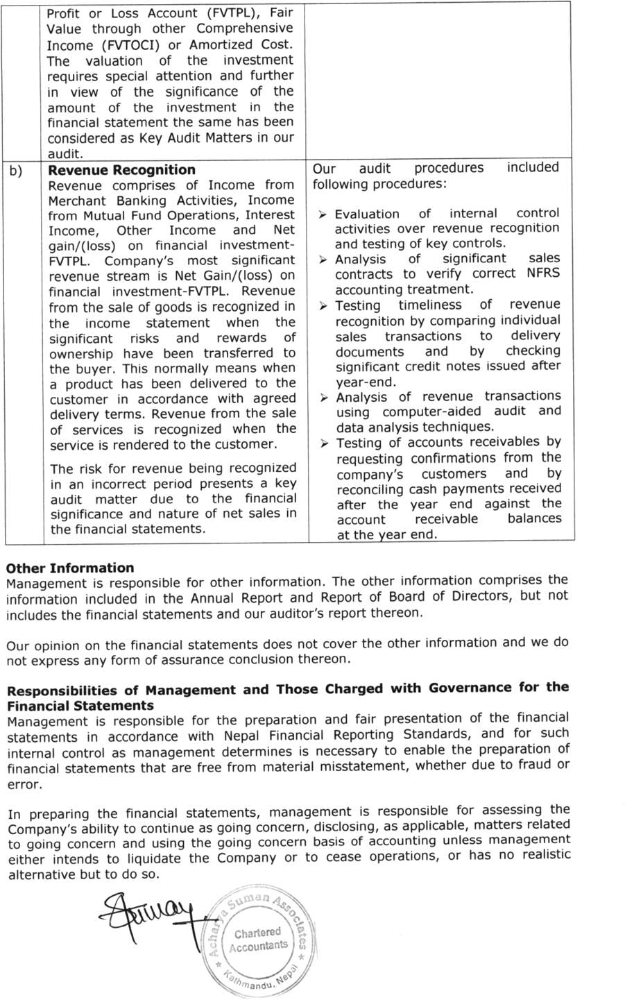 Profit or Loss Account (FVTPL), Fair
Value through other Comprehensive
Income (FVTOCI) or Amortized Cost.
The valuation of the investment
requires special attention and further
in view of the significance of the
amount of the investment in the
financial statement the same has been
considered as Key Audit Matters in our
audit.
b)
Revenue Recognition
Revenue comprises of Income from
Merchant Banking Activities, Income
from Mutual Fund Operations, Interest
Income, Other Income and Net
gain/(loss) on financial investment-
FVTPL. Company's most significant
revenue stream is Net Gain/(loss) on
financial investment-FVTPL. Revenue
from the sale of goods is recognized in
the income statement when the
significant risks and rewards of
ownership have been transferred to
the buyer. This normally means when
a product has been delivered to the
customer in accordance with agreed
delivery terms. Revenue from the sale
of services is recognized when the
service is rendered to the customer.
The risk for revenue being recognized
in an incorrect period presents a key
audit matter due to the financial
significance and nature of net sales in
the financial statements.
Our audit procedures included
following procedures:
➢ Evaluation of internal control
activities over revenue recognition
and testing of key controls.
➢ Analysis of significant sales
contracts to verify correct NFRS
accounting treatment.
➢ Testing timeliness of revenue
recognition by comparing individual
sales transactions to delivery
documents and by checking
significant credit notes issued after
year-end.
➢ Analysis of revenue transactions
using computer-aided audit and
data analysis techniques.
➢ Testing of accounts receivables by
requesting confirmations from the
company's customers and by
reconciling cash payments received
after the year end against the
account receivable balances
at the year end.
Other Information
Management is responsible for other information. The other information comprises the
information included in the Annual Report and Report of Board of Directors, but not
includes the financial statements and our auditor's report thereon.
Our opinion on the financial statements does not cover the other information and we do
not express any form of assurance conclusion thereon.
Responsibilities of Management and Those Charged with Governance for the
Financial Statements
Management is responsible for the preparation and fair presentation of the financial
statements in accordance with Nepal Financial Reporting Standards, and for such
internal control as management determines is necessary to enable the preparation of
financial statements that are free from material misstatement, whether due to fraud or
error.
In preparing the financial statements, management is responsible for assessing the
Company's ability to continue as going concern, disclosing, as applicable, matters related
to going concern and using the going concern basis of accounting unless management
either intends to liquidate the Company or to cease operations, or has no realistic
alternative but to do so.
Acharya Suman Associates
Chartered
Accountants
* Kathmandu, Nepal *